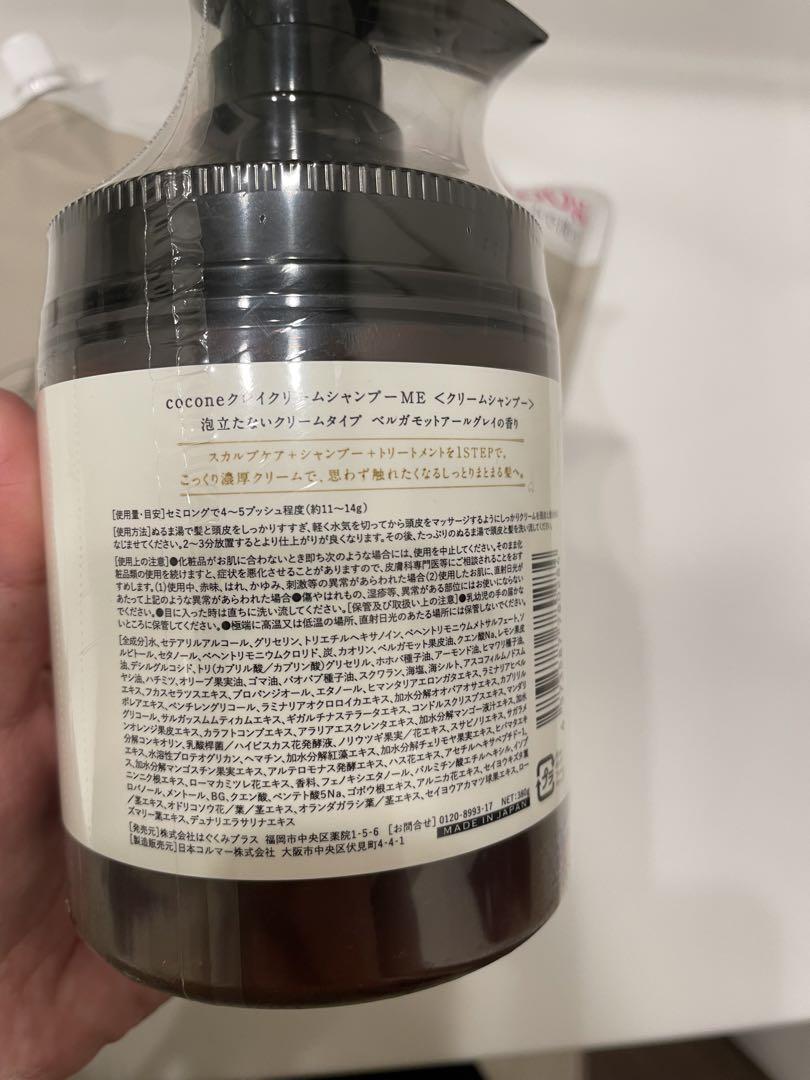 coconeクレイクリームシャンプーME <クリームシャンプー>
泡立たないクリームタイプ ベルガモットアールグレイの香り
スカルプケア+シャンプー+トリートメントを1STEPで。
こっくり濃厚クリームで、思わず触れたくなるしっとりまとまる髪へ。
[使用量・目安]セミロングで4〜5プッシュ程度(約11〜14g)
[使用方法]ぬるま湯で髪と頭皮をしっかりすすぎ、軽く水気を切ってから頭皮をマッサージするようにしっかりクリームを
なじませてください。2〜3分放置するとより仕上がりが良くなります。その後、たっぷりのぬるま湯で頭皮と髪を洗い流してください。
[使用上の注意]●化粧品がお肌に合わないとき即ち次のような場合には、使用を中止してください。そのまま化
粧品類の使用を続けますと、症状を悪化させることがありますので、皮膚科専門医等にご相談されることをおす
すめします。(1)使用中、赤味、はれ、かゆみ、刺激等の異常があらわれた場合(2)使用したお肌に、直射日光が
あたって上記のような異常があらわれた場合●傷やはれもの、湿疹等、異常がある部位にはお使いにならない
でください。●目に入った時は直ちに洗い流してください。[保管及び取扱い上の注意]●乳幼児の手の届かな
いところに保管してください。●極端に高温又は低温の場所、直射日光のあたる場所には保管しないでください。
[全成分]水、セテアリルアルコール、グリセリン、トリエチルヘキサノイン、ベヘントリモニウムメトサルフェート、ソ
ルビトール、セタノール、ベヘントリモニウムクロリド、炭、カオリン、ベルガモット果皮油、クエン酸Na、レモン果皮
油、デシルグルコシド、トリ(カプリル酸/カプリン酸)グリセリル、ホホバ種子油、アーモンド油、ヒマワリ種子油、
ヤシ油、ハチミツ、オリーブ果実油、ゴマ油、バオバブ種子油、スクワラン、海塩、海シルト、アスコフィルムノドスム
エキス、フカスセラツスエキス、プロパンジオール、エタノール、ヒマンタリアエロンガタエキス、ラミナリアヒペル
ボレアエキス、ペンチレングリコール、ラミナリアオクロロイカエキス、加水分解オオバアオサエキス、カプリリル
グリコール、サルガッスムムティカムエキス、ギガルチナステラータエキス、コンドルスクリスプスエキス、マンダリ
ンオレンジ果皮エキス、カラフトコンブエキス、アラリアエスクレンタエキス、加水分解マンゴー液汁エキス、加水
分解コンキオリン、乳酸桿菌/ハイビスカス花発酵液、ノリウツギ果実/花エキス、スサビノリエキス、サガラメ
エキス、水溶性プロテオグリカン、ヘマチン、加水分解紅藻エキス、加水分解チェリモヤ果実エキス、ヒバマタエキ
ス、加水分解マンゴスチン果実エキス、アルテロモナス発酵エキス、ハス花エキス、アセチルヘキサペプチド-1、
ニンニク根エキス、ローマカミツレ花エキス、香料、フェノキシエタノール、パルミチン酸エチルヘキシル、イソプ
ロパノール、メントール、BG、クエン酸、ペンテト酸5Na、ゴボウ根エキス、アルニカ花エキス、セイヨウキズタ葉
/茎エキス、オドリコソウ花/葉/茎エキス、オランダガラシ葉/茎エキス、セイヨウアカマツ球果エキス、ロー
ズマリー葉エキス、デュナリエラサリナエキス
[発売元]株式会社はぐくみプラス 福岡市中央区薬院1-5-6 [お問合せ]0120-8993-17 NET:380g
[製造販売元]日本コルマー株式会社 大阪市中央区伏見町4-4-1 MADE IN JAPAN
プラ